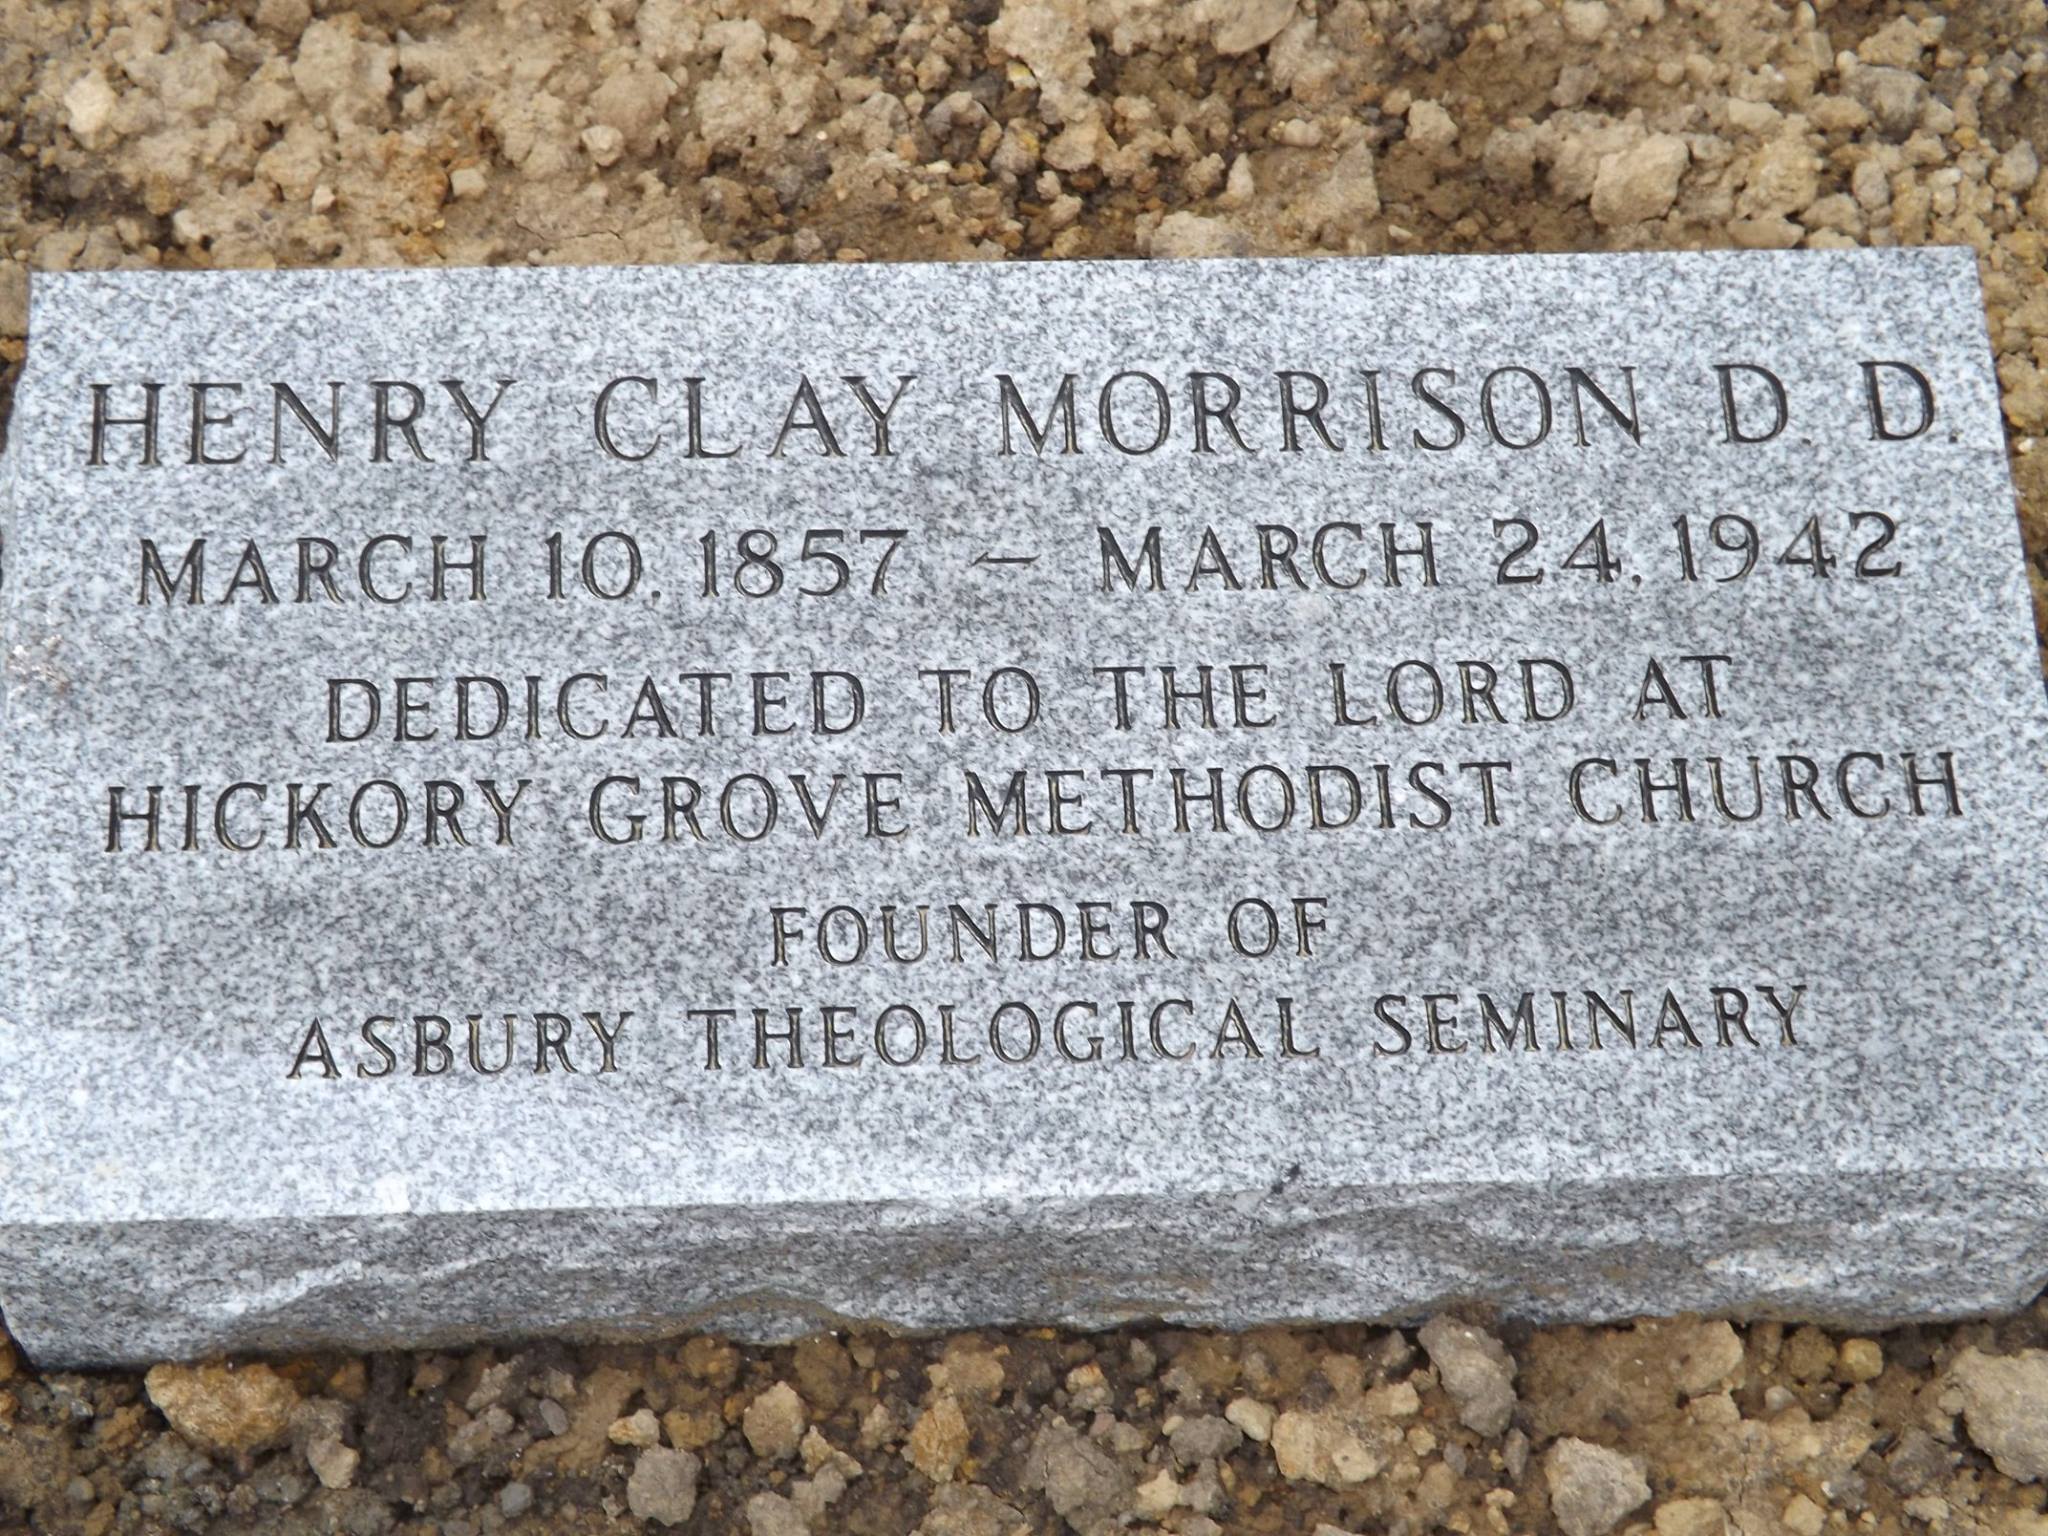 HENRY CLAY MORRISON D. D.
MARCH 10, 1857 - MARCH 24, 1942
DEDICATED TO THE LORD AT
HICKORY GROVE METHODIST CHURCH
FOUNDER OF
ASBURY THEOLOGICAL SEMINARY